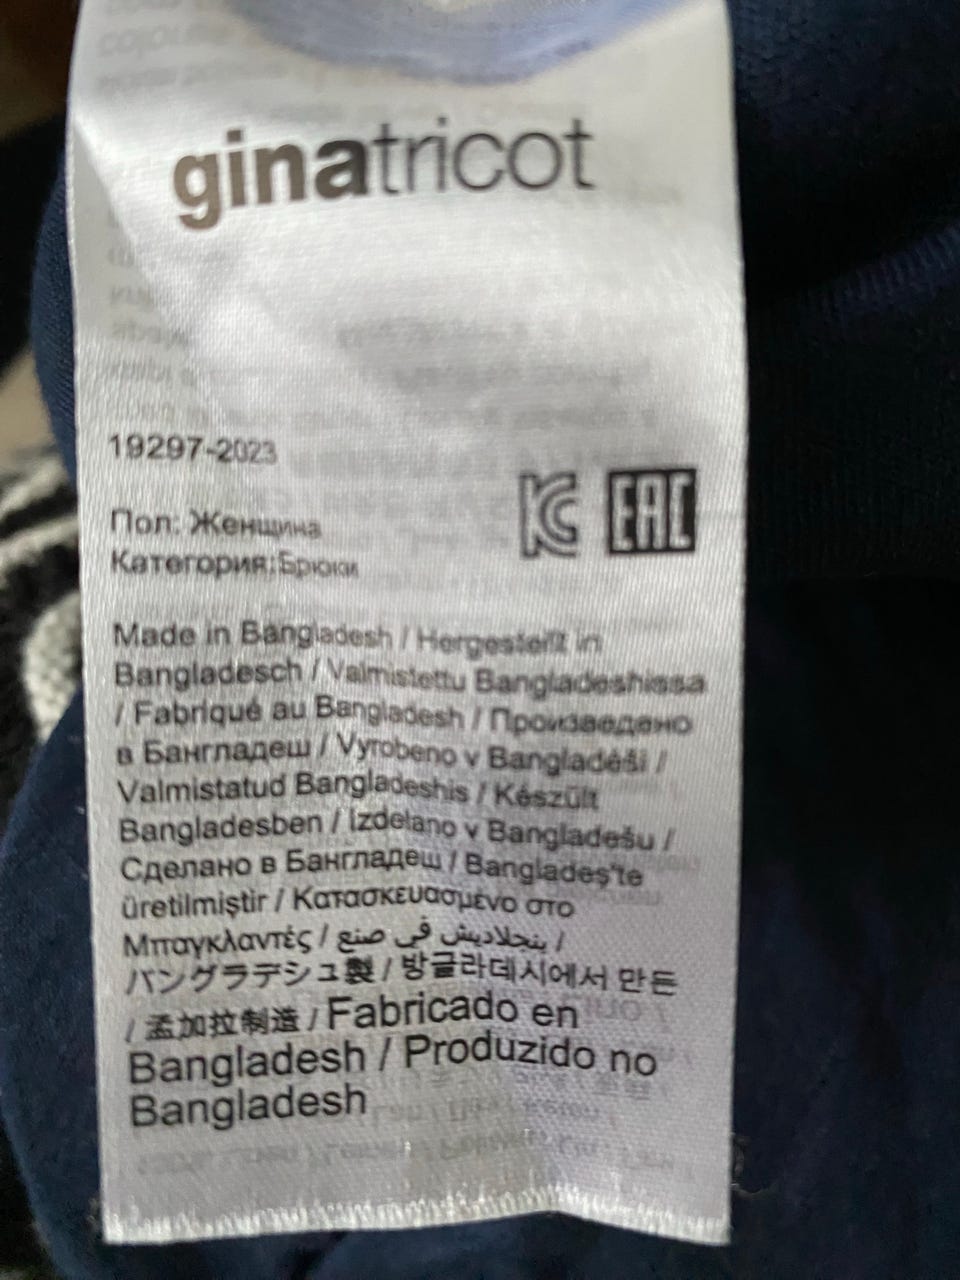 ginatricot
19297-2023
KC EAC
Пол: Женщина
Категория:Брюки
Made in Bangladesh / Hergestellt in
Bangladesch / Valmistettu Bangladeshissa
/ Fabriqué au Bangladesh / Произведено
в Бангладеш / Vyrobeno v Bangladéši /
Valmistatud Bangladeshis / Készült
Bangladesben / Izdelano v Bangladešu /
Сделано в Бангладеш / Bangladeş'te
üretilmiştir / Κατασκευασμένο στο
Μπαγκλαντές / بنجلاديش في صنع /
バングラデシュ製 / 방글라데시에서 만든
/ 孟加拉制造 / Fabricado en
Bangladesh / Produzido no
Bangladesh